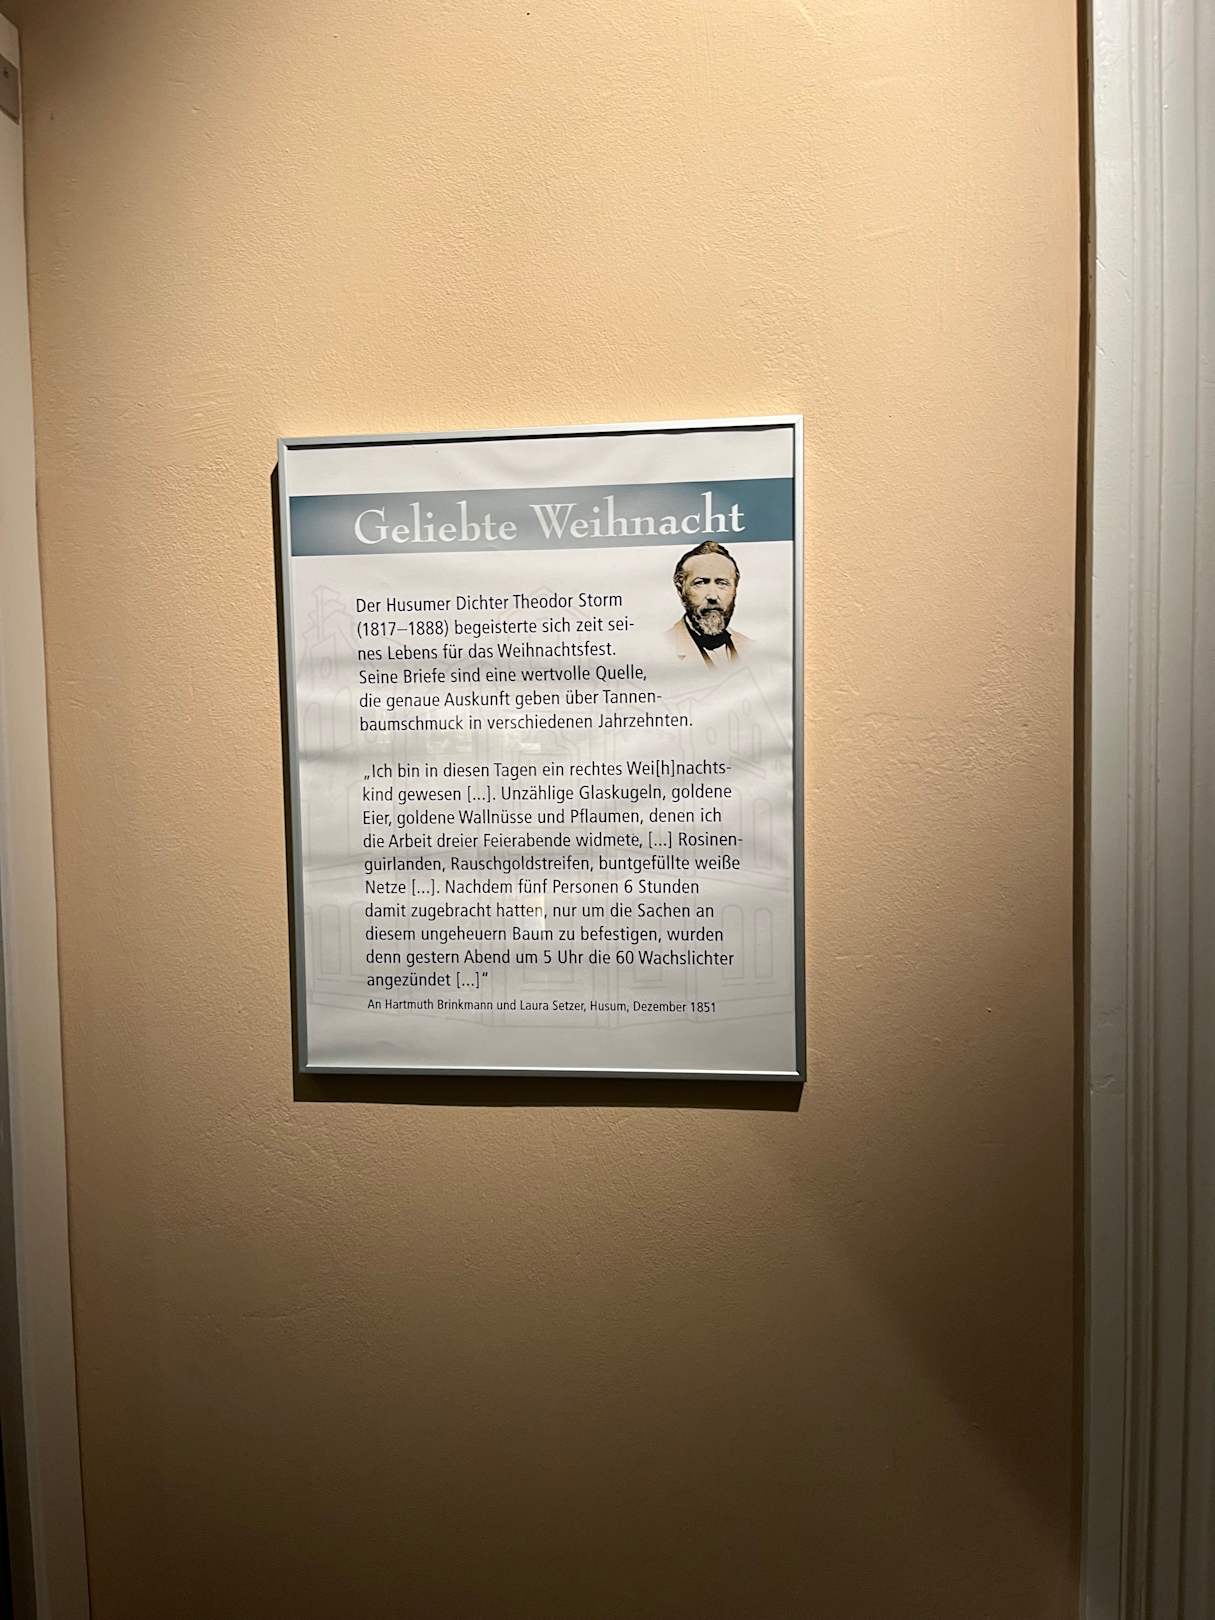 Geliebte Weihnacht
Der Husumer Dichter Theodor Storm
(1817–1888) begeisterte sich zeit sei-
nes Lebens für das Weihnachtsfest.
Seine Briefe sind eine wertvolle Quelle,
die genaue Auskunft geben über Tannen-
baumschmuck in verschiedenen Jahrzehnten.
„Ich bin in diesen Tagen ein rechtes Wei[h]nachts-
kind gewesen [...]. Unzählige Glaskugeln, goldene
Eier, goldene Wallnüsse und Pflaumen, denen ich
die Arbeit dreier Feierabende widmete, [...] Rosinen-
guirlanden, Rauschgoldstreifen, buntgefüllte weiße
Netze [...]. Nachdem fünf Personen 6 Stunden
damit zugebracht hatten, nur um die Sachen an
diesem ungeheuern Baum zu befestigen, wurden
denn gestern Abend um 5 Uhr die 60 Wachslichter
angezündet [...]“
An Hartmuth Brinkmann und Laura Setzer, Husum, Dezember 1851